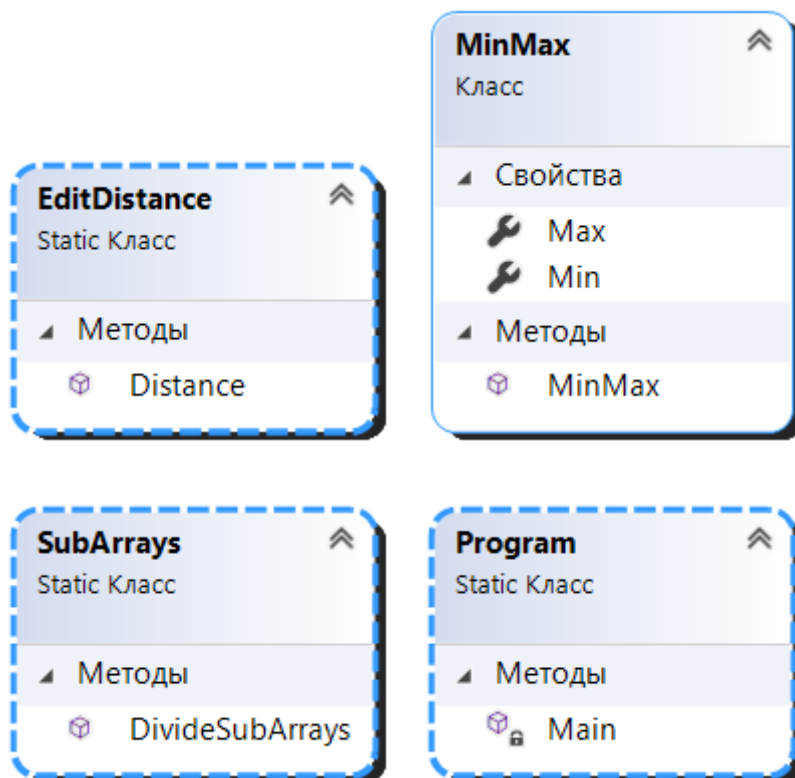 EditDistance
Static Класс
Методы
Distance
MinMax
Класс
Свойства
Max
Min
Методы
MinMax
SubArrays
Static Класс
Методы
DivideSubArrays
Program
Static Класс
Методы
Main